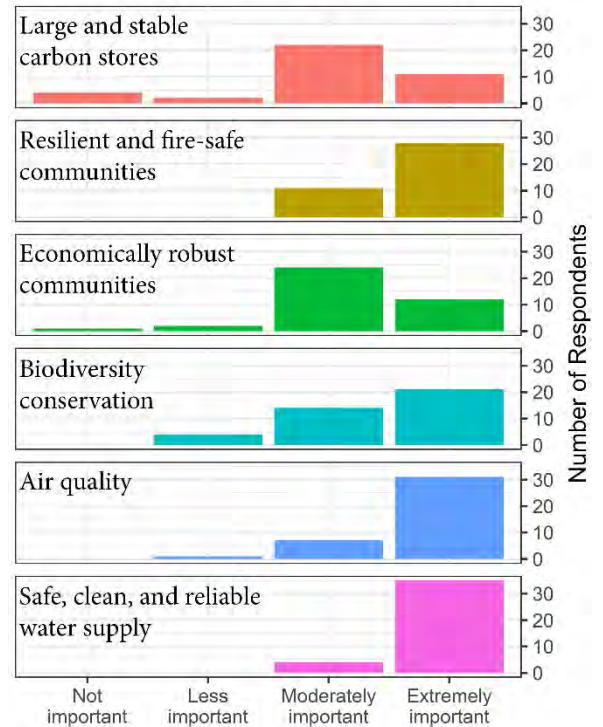 Large and stable
carbon stores
30
20
10
0
Resilient and fire-safe
communities
30
20
10
0
Economically robust
communities
30
20
10
0
Biodiversity
conservation
30
20
10
0
Air quality
30
20
10
0
Safe, clean, and reliable
water supply
30
20
10
0
Number of Respondents
Not
important
Less
important
Moderately
important
Extremely
important